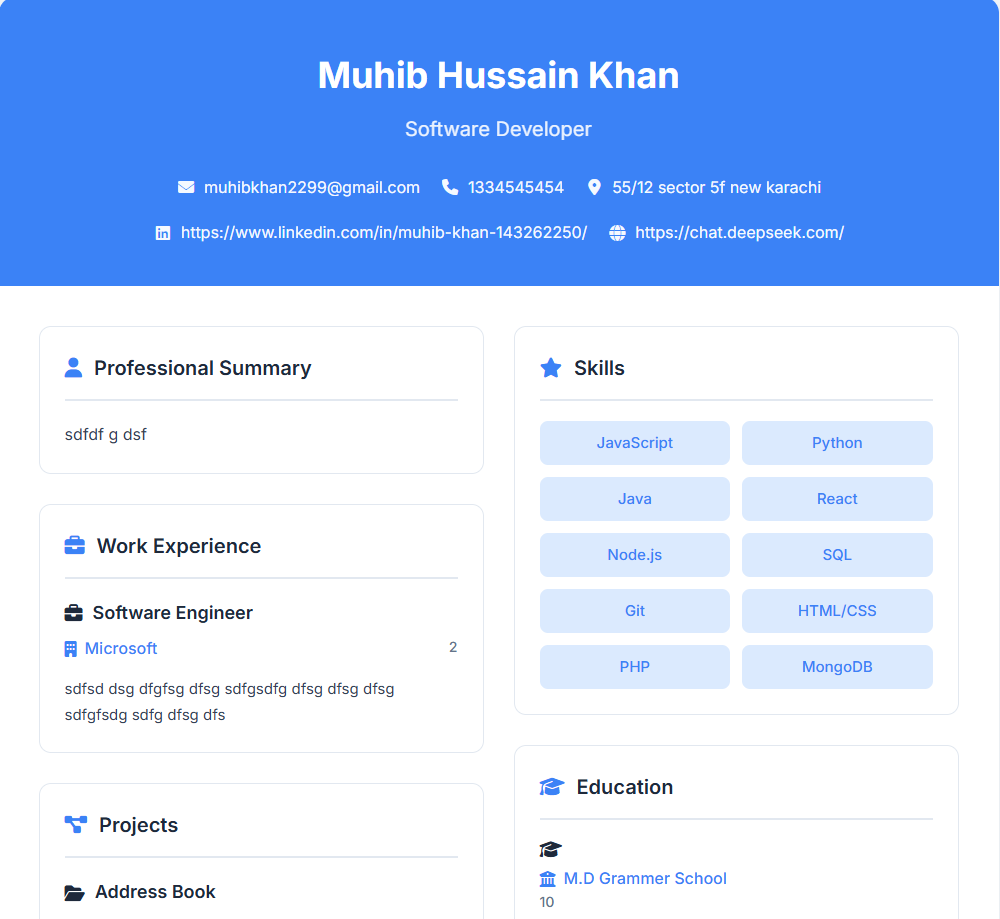 Muhib Hussain Khan
Software Developer
muhibkhan2299@gmail.com 1334545454 55/12 sector 5f new karachi
https://www.linkedin.com/in/muhib-khan-143262250/ https://chat.deepseek.com/
Professional Summary
sdfdf g dsf
Work Experience
Software Engineer
Microsoft 2
sdfsd dsg dfgfsg dfsg sdfgsdfg dfsg dfsg dfsg
sdfgfsdg sdfg dfsg dfs
Projects
Address Book
Skills
JavaScript Python
Java React
Node.js SQL
Git HTML/CSS
PHP MongoDB
Education
M.D Grammer School
10